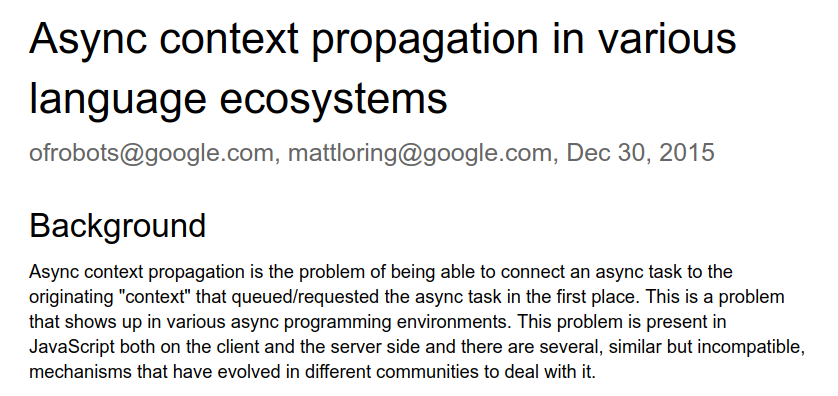 Async context propagation in various
language ecosystems
ofrobots@google.com, mattloring@google.com, Dec 30, 2015
Background
Async context propagation is the problem of being able to connect an async task to the
originating "context" that queued/requested the async task in the first place. This is a problem
that shows up in various async programming environments. This problem is present in
JavaScript both on the client and the server side and there are several, similar but incompatible,
mechanisms that have evolved in different communities to deal with it.